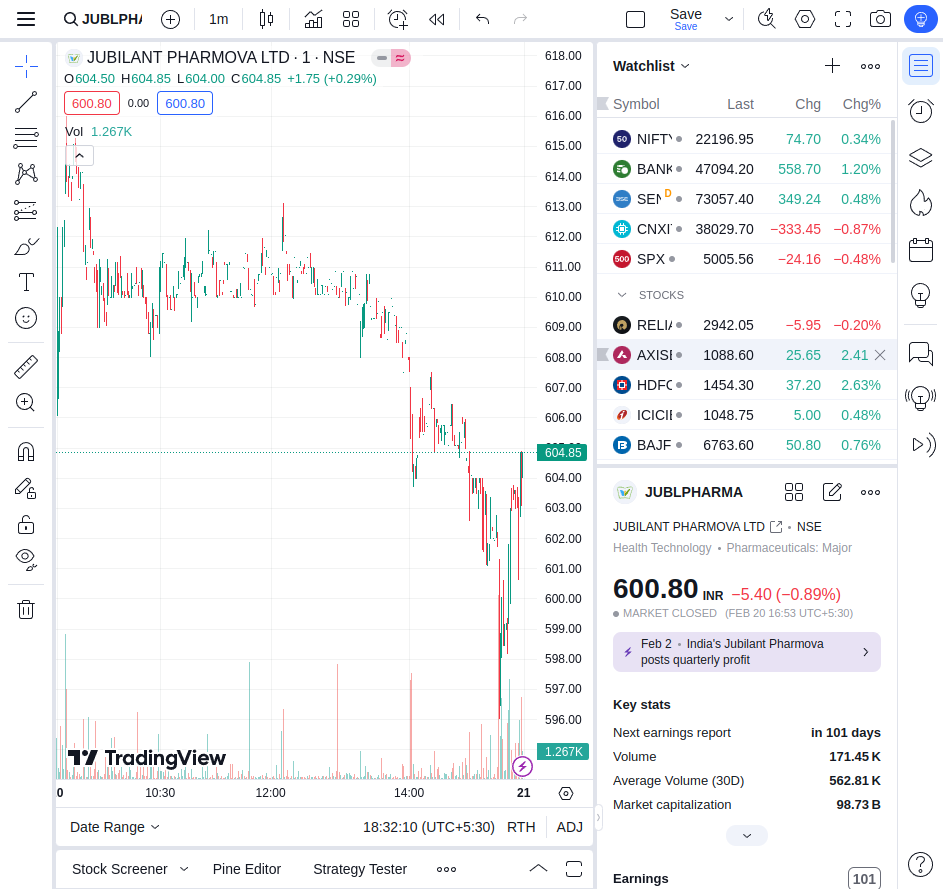 JUBLPHA
1m
Save
Save
JUBILANT PHARMOVA LTD · 1 · NSE
O604.50 H604.85 L604.00 C604.85 +1.75 (+0.29%)
600.80 0.00 600.80
Vol 1.267K
618.00
617.00
616.00
615.00
614.00
613.00
612.00
611.00
610.00
609.00
608.00
607.00
606.00
605.00
604.85
604.00
603.00
602.00
601.00
600.00
599.00
598.00
597.00
596.00
1.267K
TradingView
0 10:30 12:00 14:00 21
Date Range
18:32:10 (UTC+5:30) RTH ADJ
Stock Screener Pine Editor Strategy Tester
Watchlist
Symbol Last Chg Chg%
50 NIFTY 22196.95 74.70 0.34%
BANK 47094.20 558.70 1.20%
SEN D 73057.40 349.24 0.48%
CNXI 38029.70 −333.45 −0.87%
500 SPX 5005.56 −24.16 −0.48%
STOCKS
RELIA 2942.05 −5.95 −0.20%
AXISI 1088.60 25.65 2.41
HDFC 1454.30 37.20 2.63%
ICICIE 1048.75 5.00 0.48%
BAJF 6763.60 50.80 0.76%
JUBLPHARMA
JUBILANT PHARMOVA LTD • NSE
Health Technology • Pharmaceuticals: Major
600.80 INR −5.40 (−0.89%)
MARKET CLOSED (FEB 20 16:53 UTC+5:30)
Feb 2 • India's Jubilant Pharmova
posts quarterly profit
Key stats
Next earnings report in 101 days
Volume 171.45 K
Average Volume (30D) 562.81 K
Market capitalization 98.73 B
Earnings 101